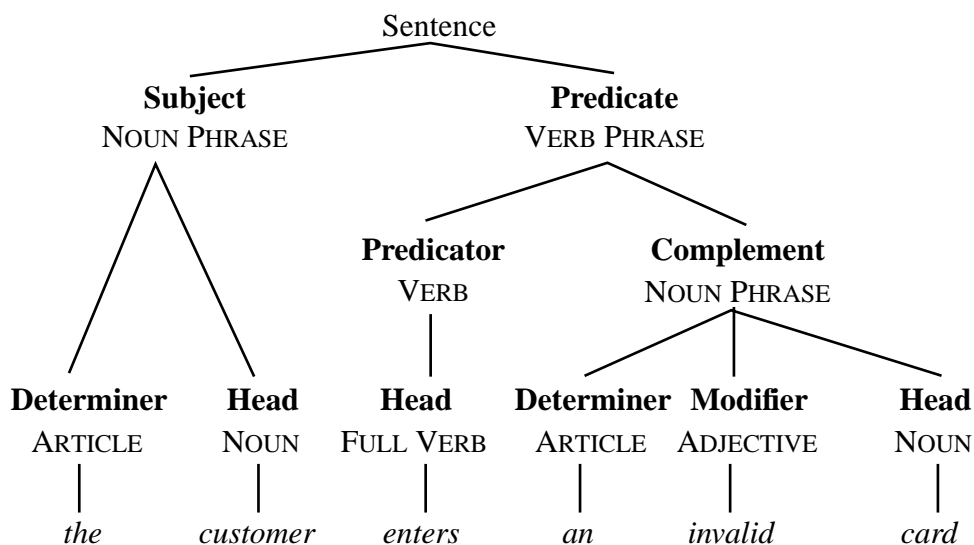 Sentence
Subject Predicate
NOUN PHRASE VERB PHRASE
Predicator Complement
VERB NOUN PHRASE
Determiner Head Head Determiner Modifier Head
ARTICLE NOUN FULL VERB ARTICLE ADJECTIVE NOUN
the customer enters an invalid card